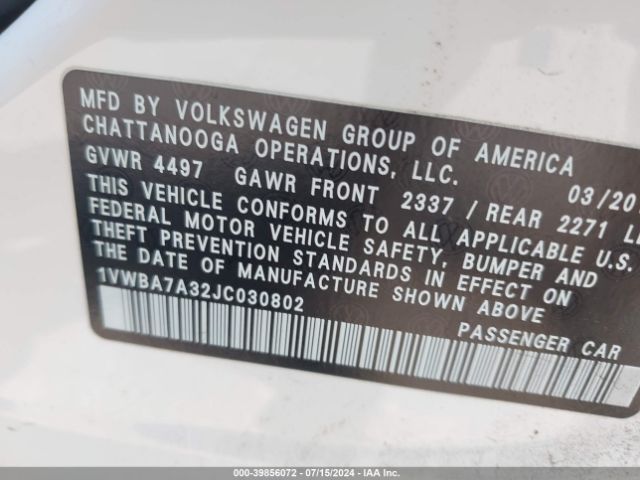 MFD BY VOLKSWAGEN GROUP OF AMERICA
CHATTANOOGA OPERATIONS, LLC.
03/20
GVWR 4497 GAWR FRONT 2337 / REAR 2271
THIS VEHICLE CONFORMS TO ALL APPLICABLE U.S.
FEDERAL MOTOR VEHICLE SAFETY, BUMPER AND
THEFT PREVENTION STANDARDS IN EFFECT ON
THE DATE OF MANUFACTURE SHOWN ABOVE
1VWBA7A32JC030802
PASSENGER CAR
000-39856072 - 07/15/2024 - IAA Inc.